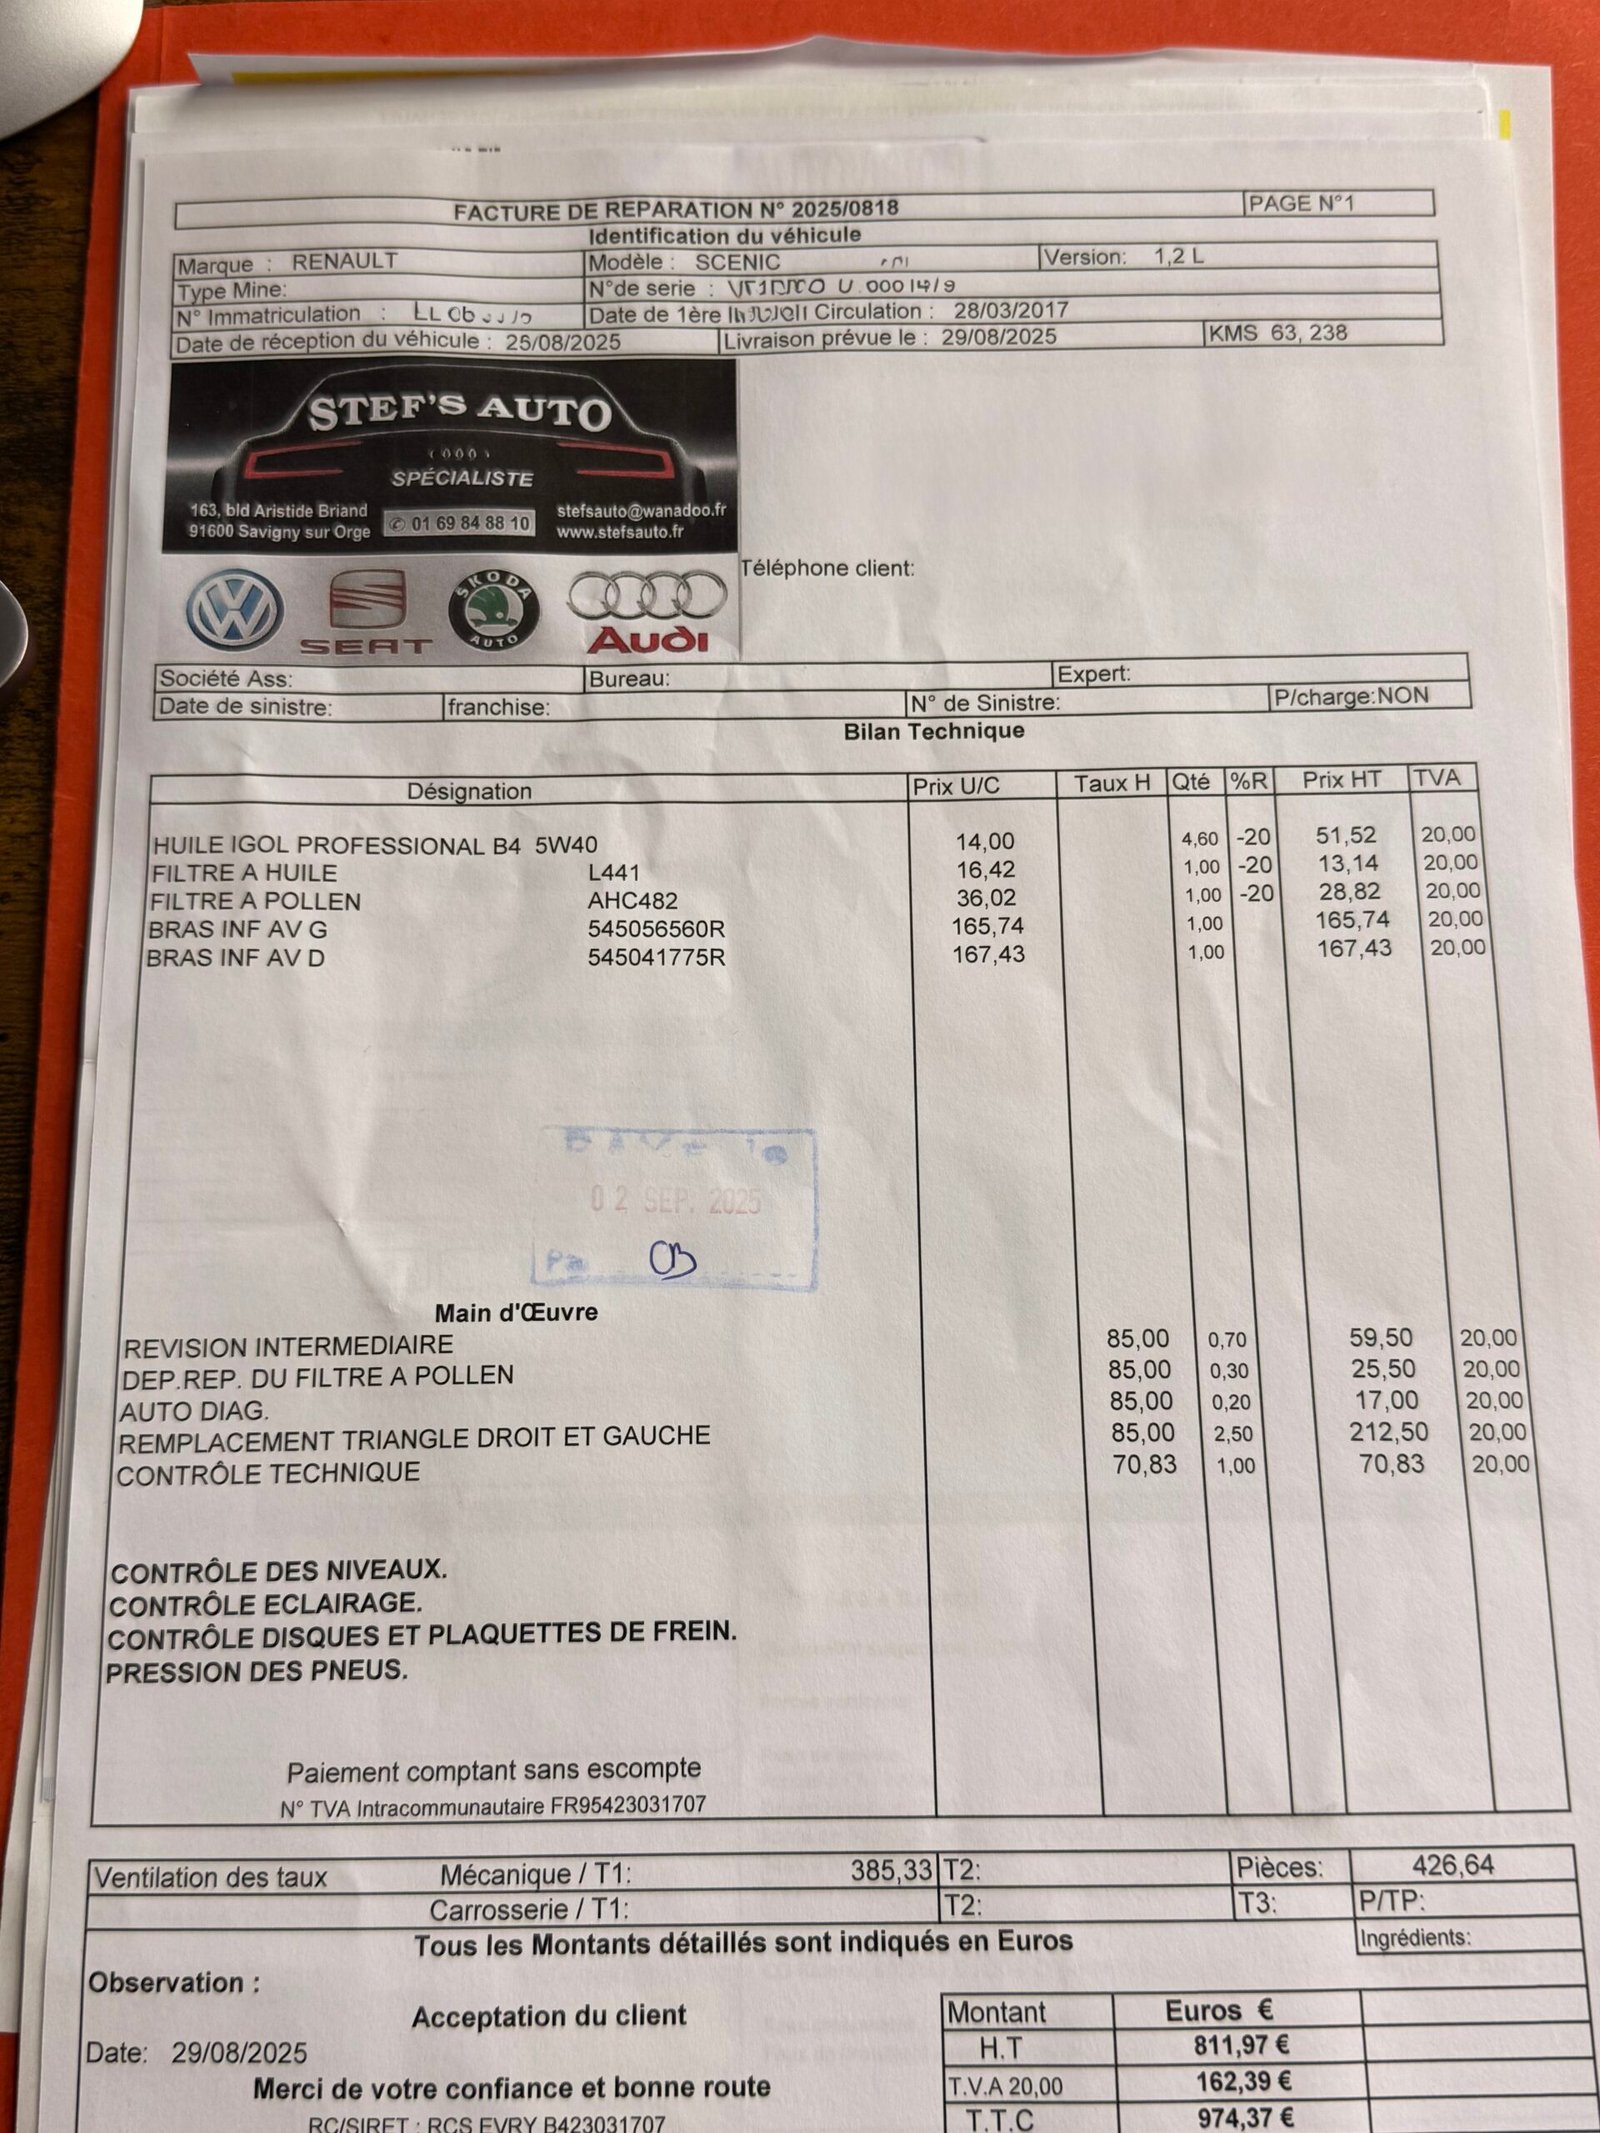 FACTURE DE REPARATION N° 2025/0818 PAGE N°1
Identification du véhicule
Marque : RENAULT Modèle : SCENIC Version: 1,2 L
Type Mine: N°de serie :
N° Immatriculation : Date de 1ère Circulation : 28/03/2017
Date de réception du véhicule : 25/08/2025 Livraison prévue le : 29/08/2025 KMS 63, 238
STEF'S AUTO
SPÉCIALISTE
163, bld Aristide Briand
91600 Savigny sur Orge
✆ 01 69 84 88 10
stefsauto@wanadoo.fr
www.stefsauto.fr
Téléphone client:
SEAT
SKODA
AUTO
Audi
Société Ass: Bureau: Expert:
Date de sinistre: franchise: N° de Sinistre: P/charge:NON
Bilan Technique
Désignation Prix U/C Taux H Qté %R Prix HT TVA
HUILE IGOL PROFESSIONAL B4 5W40 14,00 4,60 -20 51,52 20,00
FILTRE A HUILE L441 16,42 1,00 -20 13,14 20,00
FILTRE A POLLEN AHC482 36,02 1,00 -20 28,82 20,00
BRAS INF AV G 545056560R 165,74 1,00 165,74 20,00
BRAS INF AV D 545041775R 167,43 1,00 167,43 20,00
02 SEP. 2025
CB
Main d'Œuvre
REVISION INTERMEDIAIRE 85,00 0,70 59,50 20,00
DEP.REP. DU FILTRE A POLLEN 85,00 0,30 25,50 20,00
AUTO DIAG. 85,00 0,20 17,00 20,00
REMPLACEMENT TRIANGLE DROIT ET GAUCHE 85,00 2,50 212,50 20,00
CONTRÔLE TECHNIQUE 70,83 1,00 70,83 20,00
CONTRÔLE DES NIVEAUX.
CONTRÔLE ECLAIRAGE.
CONTRÔLE DISQUES ET PLAQUETTES DE FREIN.
PRESSION DES PNEUS.
Paiement comptant sans escompte
N° TVA Intracommunautaire FR95423031707
Ventilation des taux Mécanique / T1: 385,33 T2: Pièces: 426,64
Carrosserie / T1: T2: T3: P/TP:
Tous les Montants détaillés sont indiqués en Euros Ingrédients:
Observation :
Acceptation du client Montant Euros €
Date: 29/08/2025 H.T 811,97 €
Merci de votre confiance et bonne route T.V.A 20,00 162,39 €
RC/SIRET : RCS EVRY B423031707 T.T.C 974,37 €